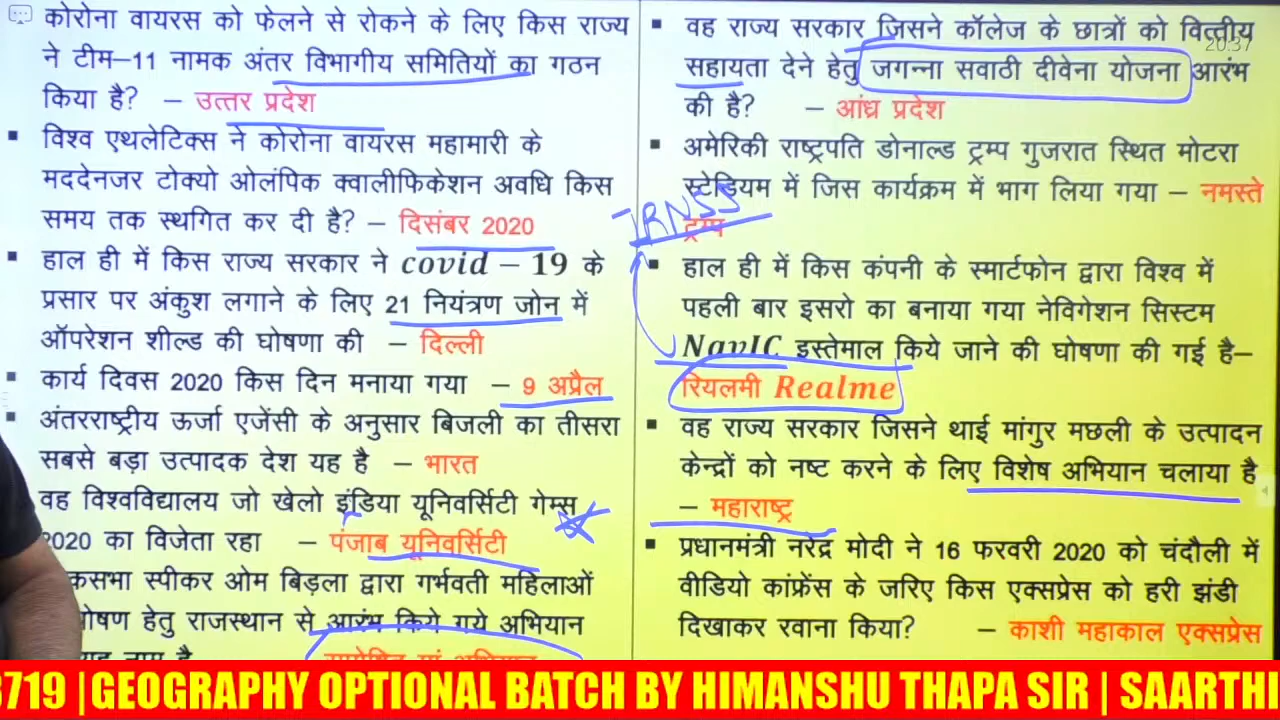 कोरोना वायरस को फेलने से रोकने के लिए किस राज्य
ने टीम–11 नामक अंतर विभागीय समितियों का गठन
किया है? – उत्तर प्रदेश
विश्व एथलेटिक्स ने कोरोना वायरस महामारी के
मददेनजर टोक्यो ओलंपिक क्वालीफिकेशन अवधि किस
समय तक स्थगित कर दी है? – दिसंबर 2020
हाल ही में किस राज्य सरकार ने covid – 19 के
प्रसार पर अंकुश लगाने के लिए 21 नियंत्रण जोन में
ऑपरेशन शील्ड की घोषणा की – दिल्ली
कार्य दिवस 2020 किस दिन मनाया गया – 9 अप्रैल
अंतरराष्ट्रीय ऊर्जा एजेंसी के अनुसार बिजली का तीसरा
सबसे बड़ा उत्पादक देश यह है – भारत
वह विश्वविद्यालय जो खेलो इंडिया यूनिवर्सिटी गेम्स
2020 का विजेता रहा – पंजाब यूनिवर्सिटी
कसभा स्पीकर ओम बिड़ला द्वारा गर्भवती महिलाओं
पोषण हेतु राजस्थान से आरंभ किये गये अभियान
20:37
वह राज्य सरकार जिसने कॉलेज के छात्रों को वित्तीय
सहायता देने हेतु जगन्ना सवाठी दीवेना योजना आरंभ
की है? – आंध्र प्रदेश
अमेरिकी राष्ट्रपति डोनाल्ड ट्रम्प गुजरात स्थित मोटरा
स्टेडियम में जिस कार्यक्रम में भाग लिया गया – नमस्ते
ट्रम्प
IRNSS
हाल ही में किस कंपनी के स्मार्टफोन द्वारा विश्व में
पहली बार इसरो का बनाया गया नेविगेशन सिस्टम
NavIC इस्तेमाल किये जाने की घोषणा की गई है–
रियलमी Realme
वह राज्य सरकार जिसने थाई मांगुर मछली के उत्पादन
केन्द्रों को नष्ट करने के लिए विशेष अभियान चलाया है
– महाराष्ट्र
प्रधानमंत्री नरेंद्र मोदी ने 16 फरवरी 2020 को चंदौली में
वीडियो कांफ्रेंस के जरिए किस एक्सप्रेस को हरी झंडी
दिखाकर रवाना किया? – काशी महाकाल एक्सप्रेस
3719 |GEOGRAPHY OPTIONAL BATCH BY HIMANSHU THAPA SIR | SAARTHI